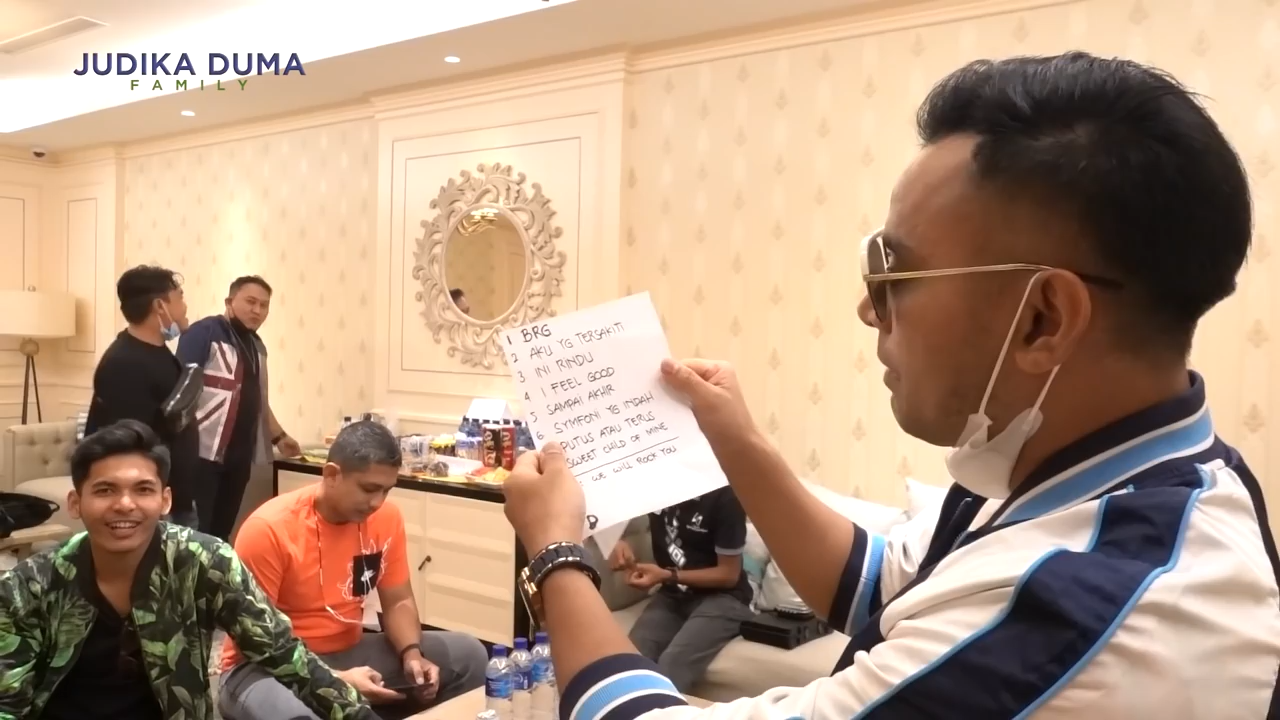 JUDIKA DUMA
FAMILY
1 BRG
2 AKU YG TERSAKITI
3 INI RINDU
4 I FEEL GOOD
5 SAMPAI AKHIR
6 SYMFONI YG INDAH
PUTUS ATAU TERUS
SWEET CHILD OF MINE
WE WILL ROCK YOU